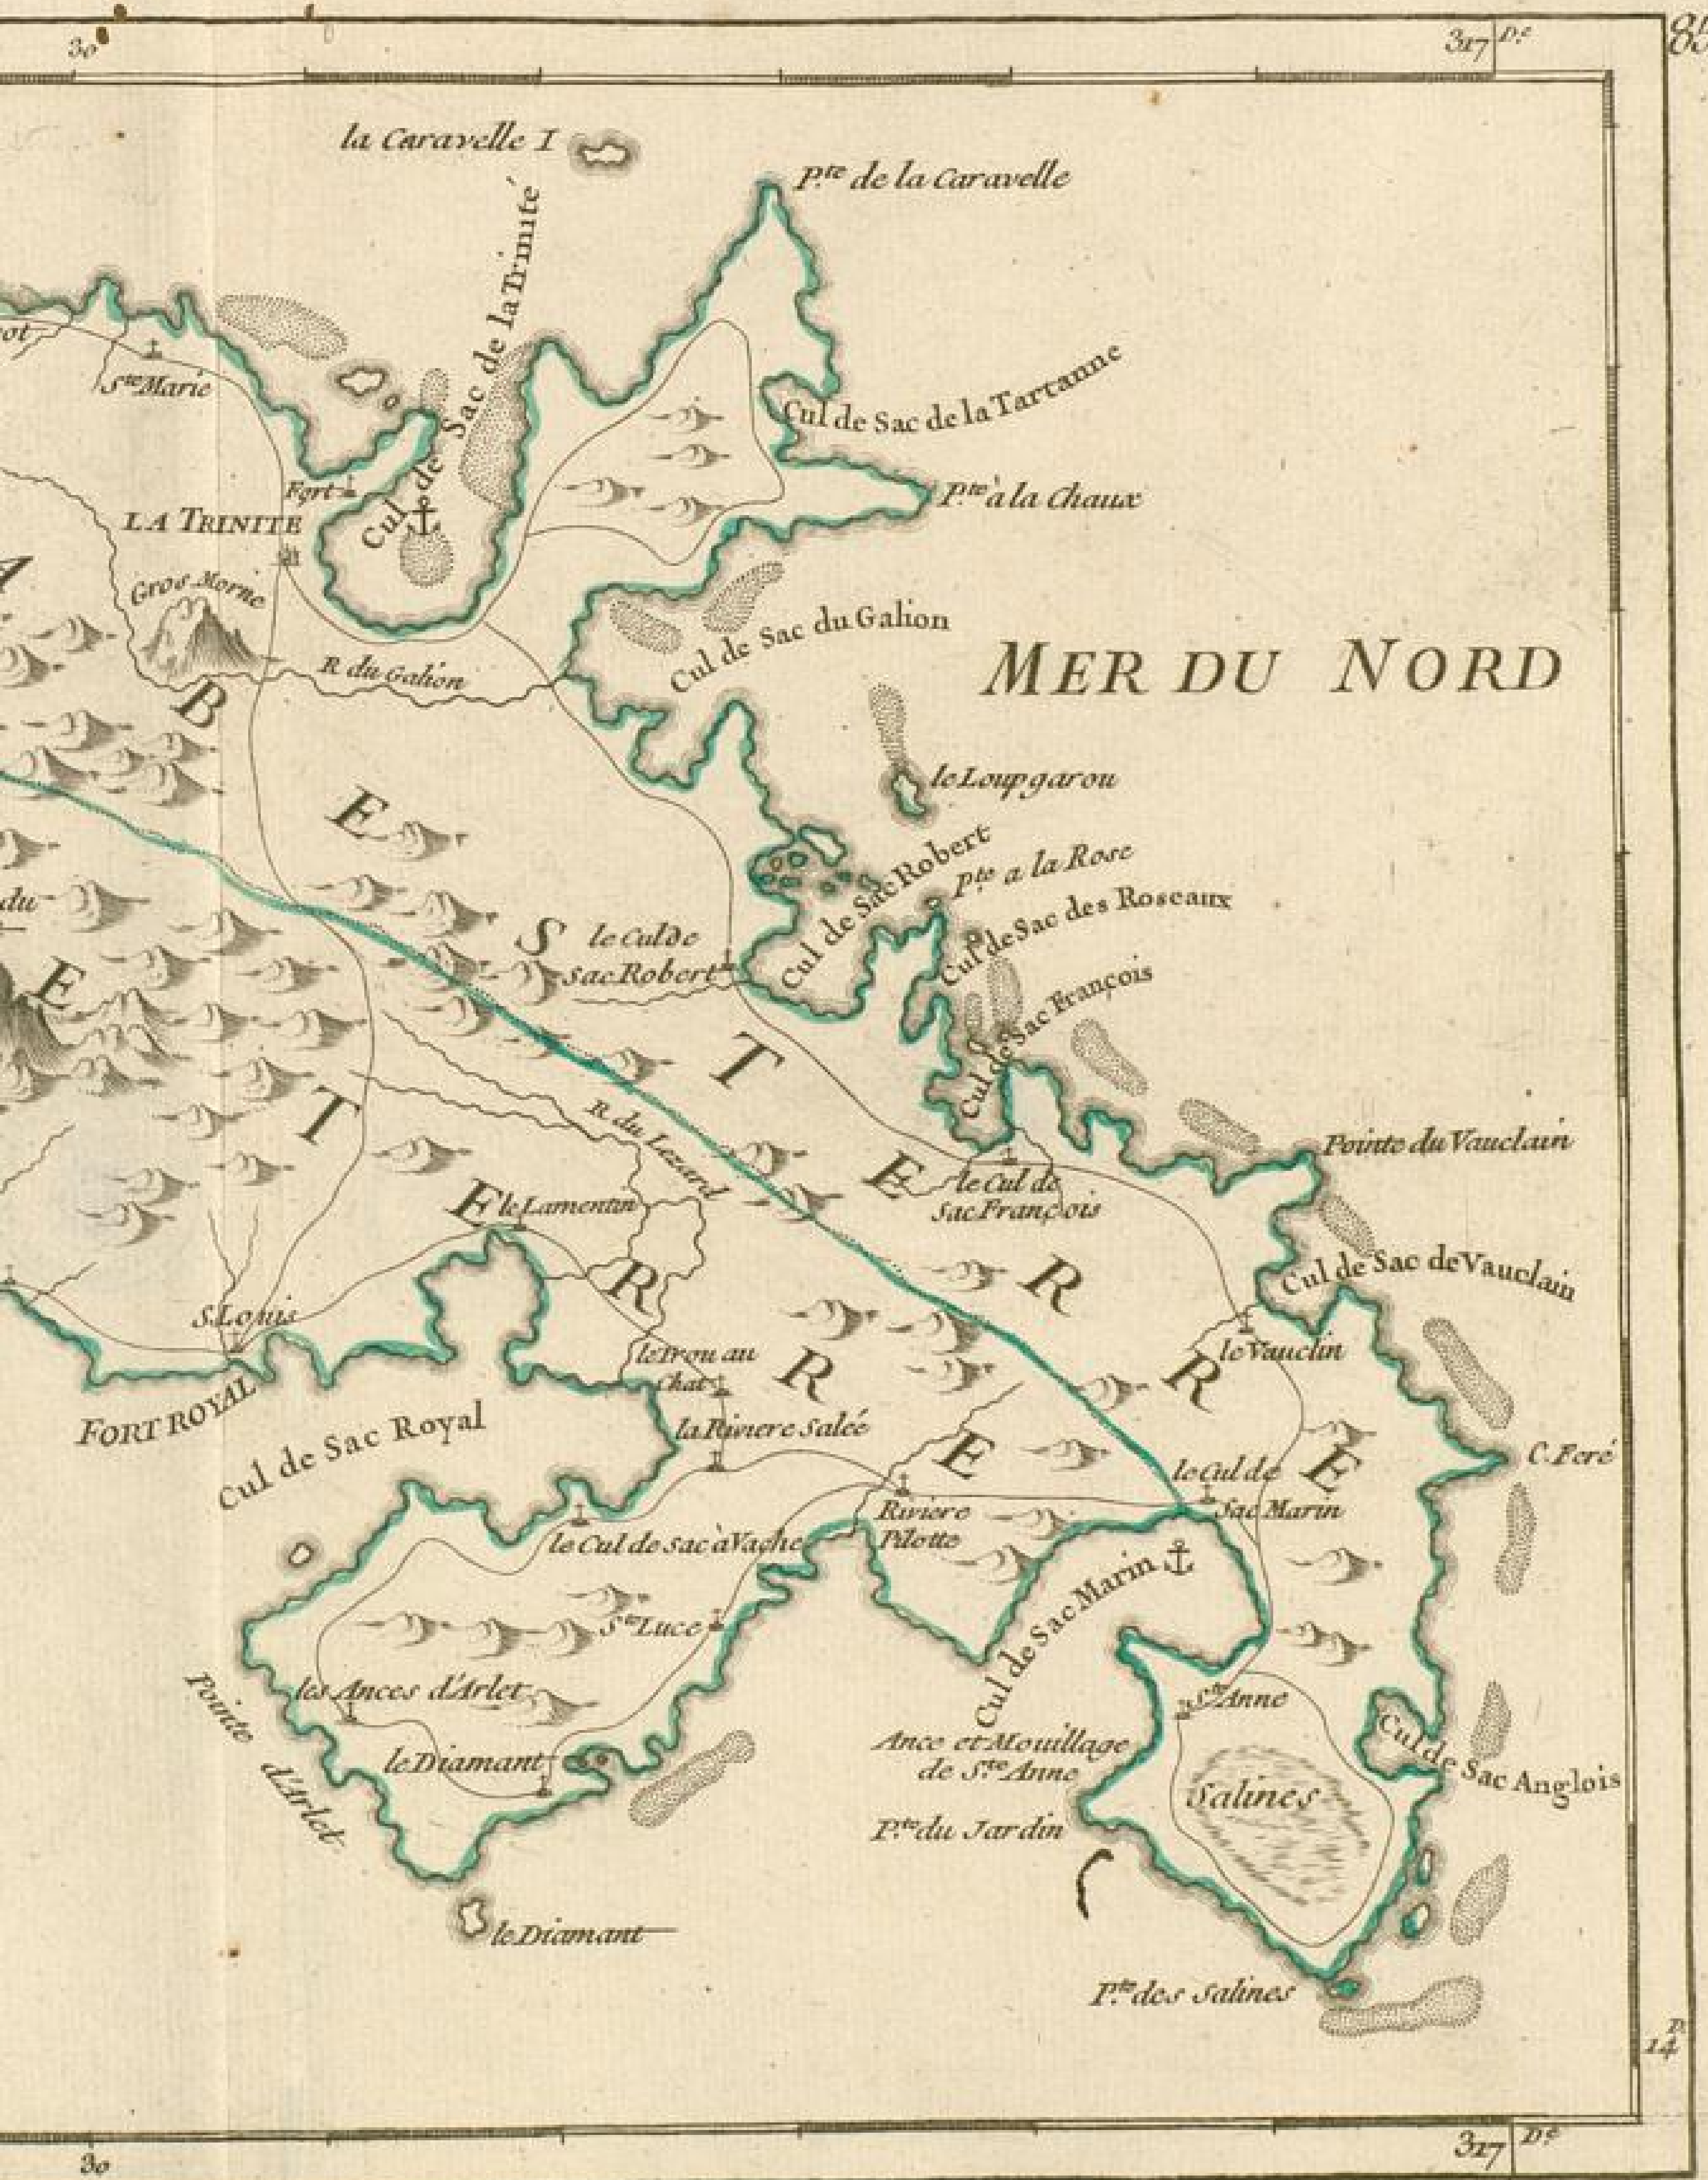 30
317 D.é
la Caravelle I
P.te de la Caravelle
Cul de Sac de la Trinité
Ste Marie
Cul de Sac de la Tartanne
Fort
P.te à la Chaux
LA TRINITE
Gros Morne
Cul de Sac du Galion
R du Galion
MER DU NORD
le Loup garou
Cul de Sac Robert
P.te a la Rose
Cul de Sac des Roseaux
le Cul de
Sac Robert
Cul de Sac François
du
R du Lezard
Pointe du Vauclain
le Cul de
Sac François
le Lamentin
Cul de Sac de Vauclain
S. Louis
le Vauclin
le Trou au
Chat
FORT ROYAL
Cul de Sac Royal
la Riviere Salée
C. Feré
le Cul de
Sac Marin
Riviere
Pilotte
le Cul de Sac à Vache
Cul de Sac Marin
Ste Luce
les Ances d'Arlet
Pointe d'Arlet
Ste Anne
Ance et Mouillage
de S.te Anne
Cul de Sac Anglois
le Diamant
Salines
P.te du Jardin
le Diamant
P.te des Salines
14 D.
BESTERRE
ETERRE
30
317 D.é